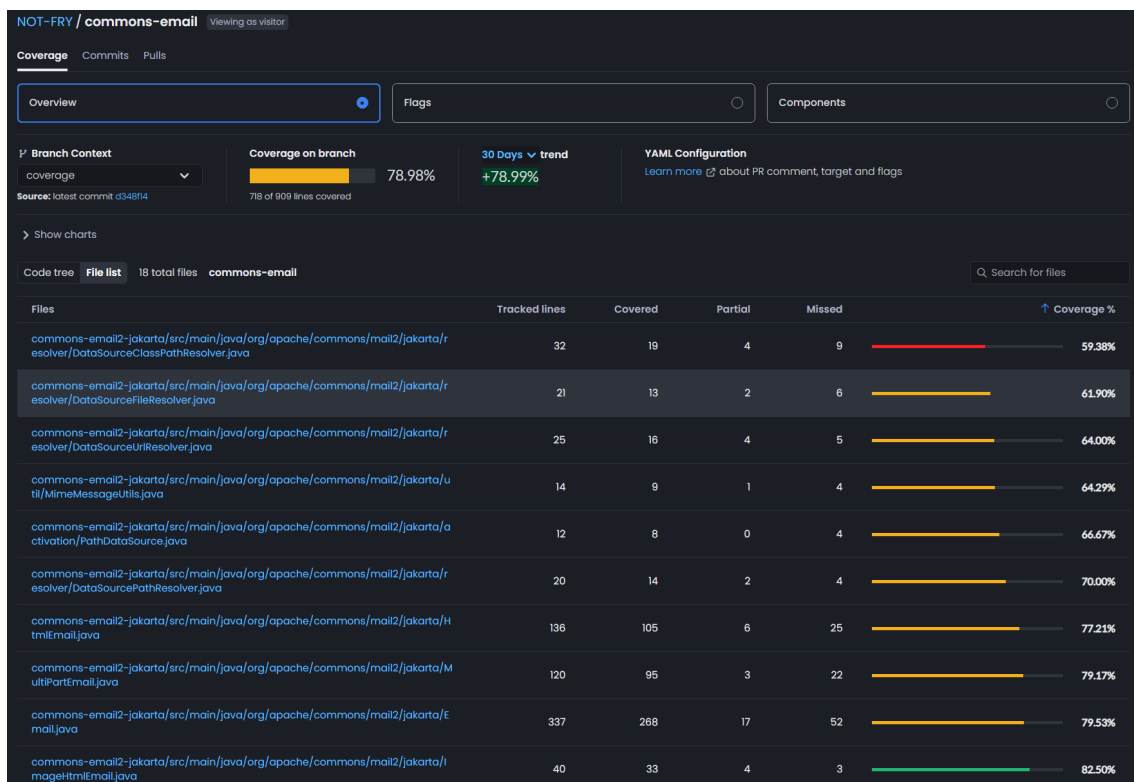 NOT-FRY / commons-email Viewing as visitor
Coverage Commits Pulls
Overview Flags Components
Branch Context Coverage on branch 30 Days trend YAML Configuration
coverage 78.98% +78.99% Learn more about PR comment, target and flags
Source: latest commit d348f14 718 of 909 lines covered
Show charts
Code tree File list 18 total files commons-email Search for files
Files Tracked lines Covered Partial Missed Coverage %
commons-email2-jakarta/src/main/java/org/apache/commons/mail2/jakarta/r
esolver/DataSourceClassPathResolver.java
32 19 4 9 59.38%
commons-email2-jakarta/src/main/java/org/apache/commons/mail2/jakarta/r
esolver/DataSourceFileResolver.java
21 13 2 6 61.90%
commons-email2-jakarta/src/main/java/org/apache/commons/mail2/jakarta/r
esolver/DataSourceUrlResolver.java
25 16 4 5 64.00%
commons-email2-jakarta/src/main/java/org/apache/commons/mail2/jakarta/u
til/MimeMessageUtils.java
14 9 1 4 64.29%
commons-email2-jakarta/src/main/java/org/apache/commons/mail2/jakarta/a
ctivation/PathDataSource.java
12 8 0 4 66.67%
commons-email2-jakarta/src/main/java/org/apache/commons/mail2/jakarta/r
esolver/DataSourcePathResolver.java
20 14 2 4 70.00%
commons-email2-jakarta/src/main/java/org/apache/commons/mail2/jakarta/H
tmlEmail.java
136 105 6 25 77.21%
commons-email2-jakarta/src/main/java/org/apache/commons/mail2/jakarta/M
ultiPartEmail.java
120 95 3 22 79.17%
commons-email2-jakarta/src/main/java/org/apache/commons/mail2/jakarta/E
mail.java
337 268 17 52 79.53%
commons-email2-jakarta/src/main/java/org/apache/commons/mail2/jakarta/I
mageHtmlEmail.java
40 33 4 3 82.50%